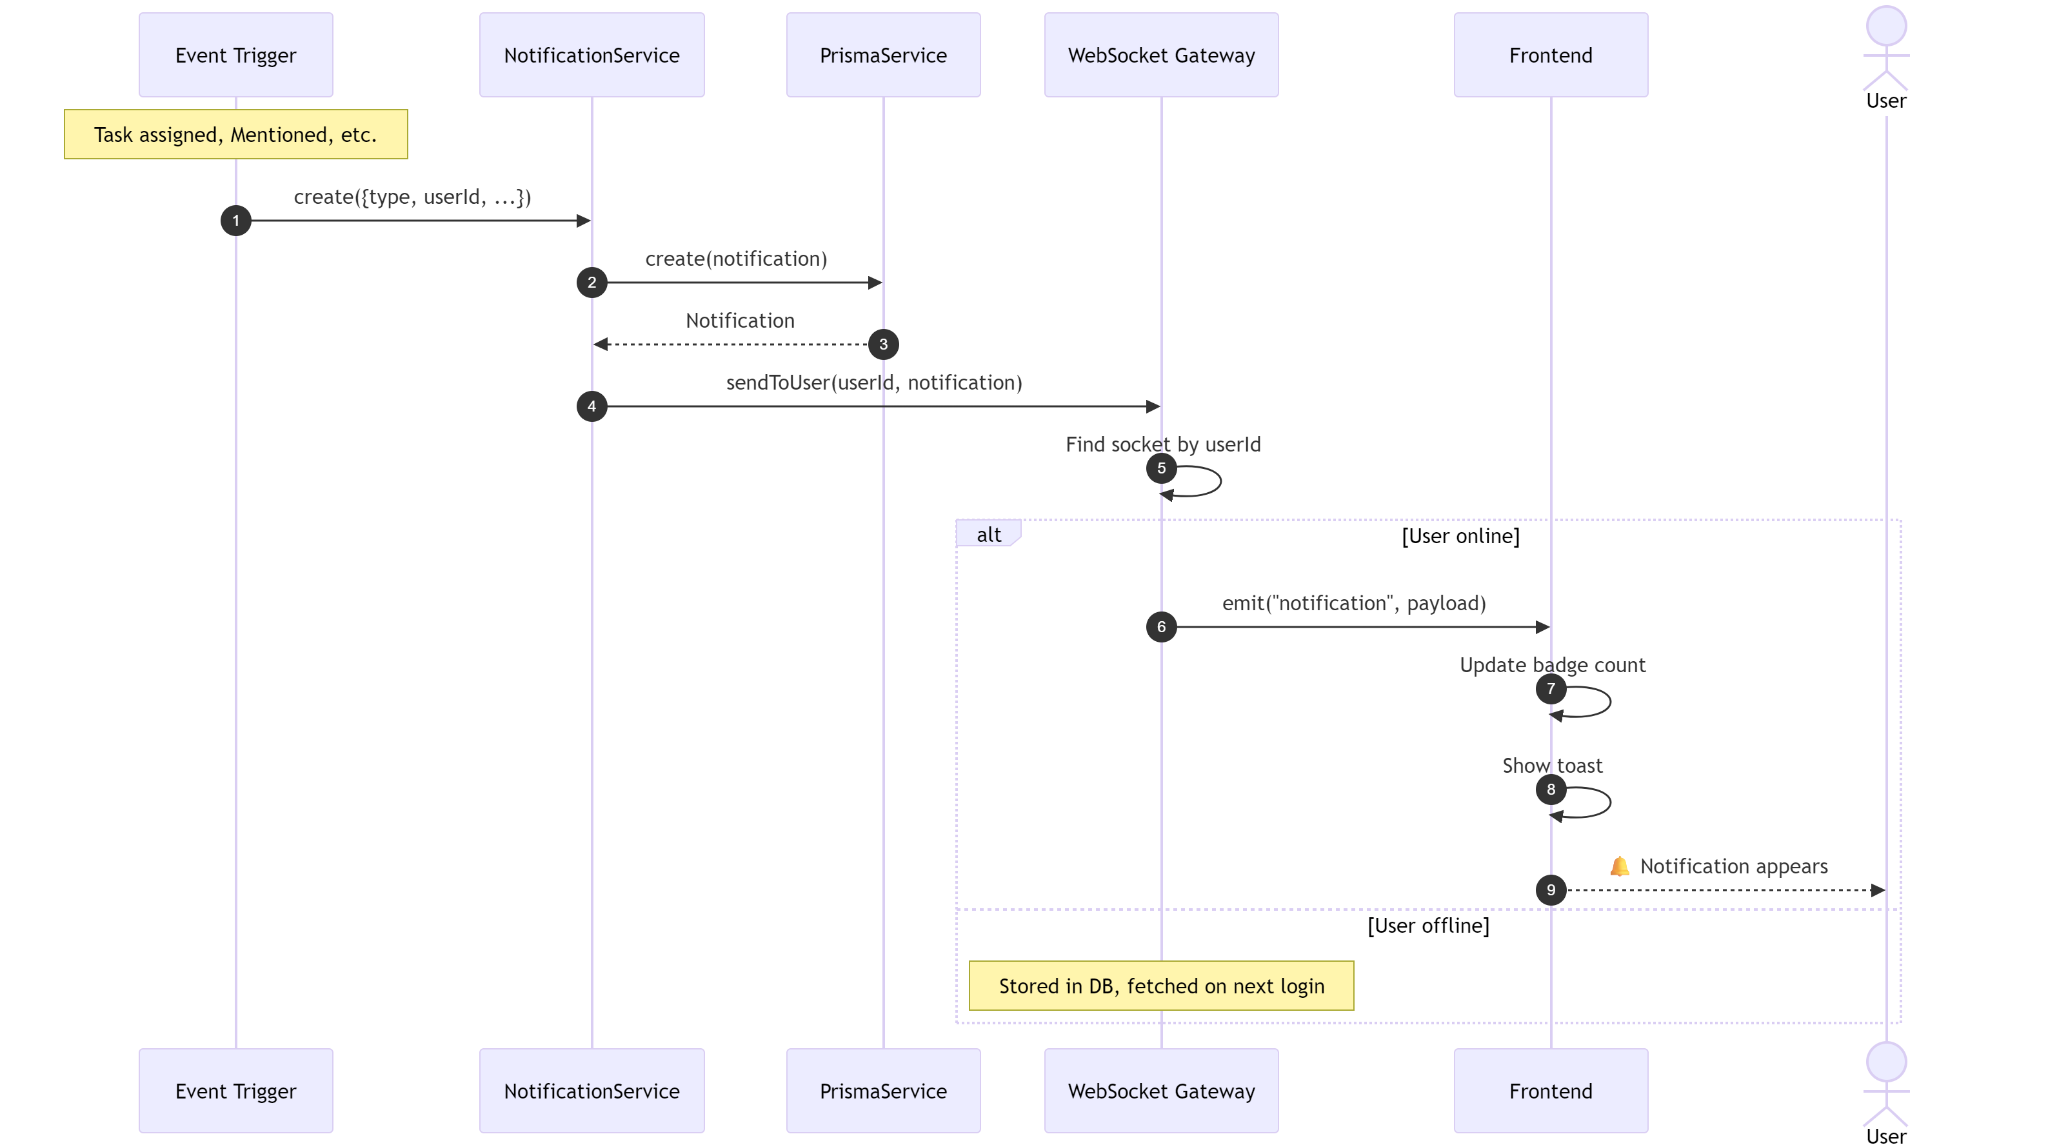 Event Trigger
NotificationService
PrismaService
WebSocket Gateway
Frontend
User
Task assigned, Mentioned, etc.
create({type, userId, ...})
1
create(notification)
2
Notification
3
sendToUser(userId, notification)
4
Find socket by userId
5
alt
[User online]
emit("notification", payload)
6
Update badge count
7
Show toast
8
🔔 Notification appears
9
[User offline]
Stored in DB, fetched on next login
Event Trigger
NotificationService
PrismaService
WebSocket Gateway
Frontend
User